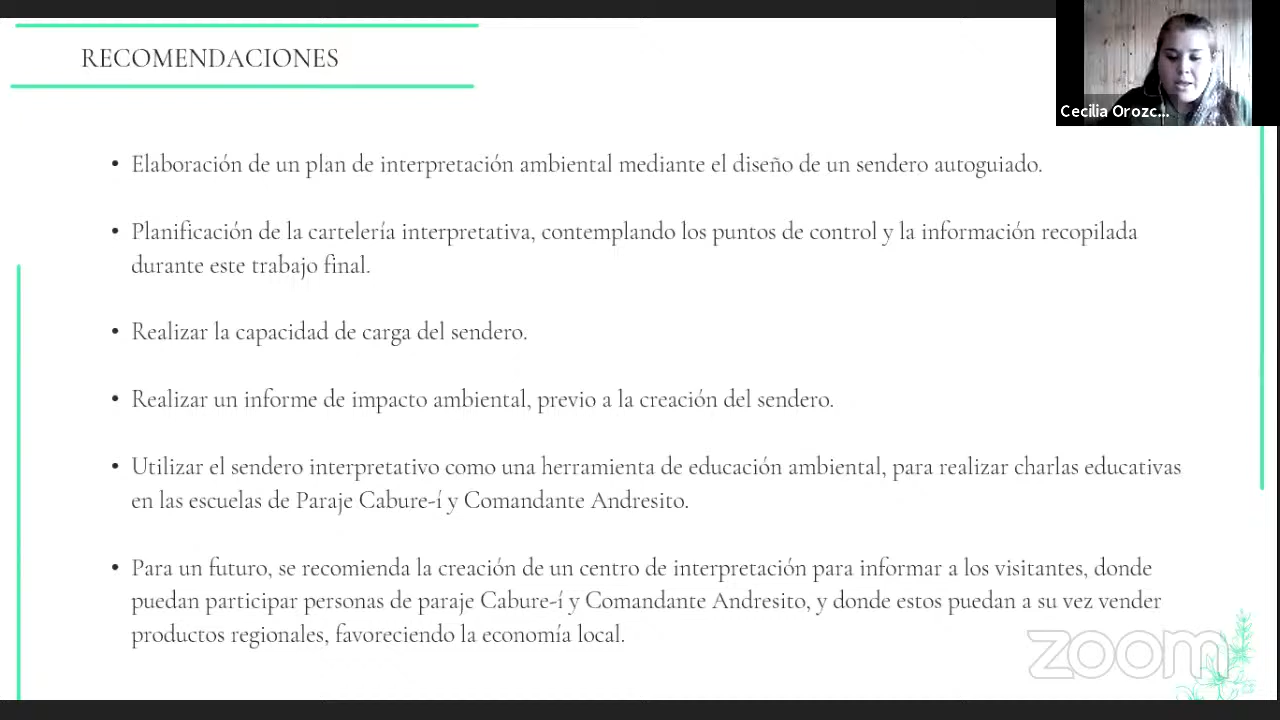 RECOMENDACIONES
Cecilia Orozc...
• Elaboración de un plan de interpretación ambiental mediante el diseño de un sendero autoguiado.
• Planificación de la cartelería interpretativa, contemplando los puntos de control y la información recopilada
durante este trabajo final.
• Realizar la capacidad de carga del sendero.
• Realizar un informe de impacto ambiental, previo a la creación del sendero.
• Utilizar el sendero interpretativo como una herramienta de educación ambiental, para realizar charlas educativas
en las escuelas de Paraje Cabure-í y Comandante Andresito.
• Para un futuro, se recomienda la creación de un centro de interpretación para informar a los visitantes, donde
puedan participar personas de paraje Cabure-í y Comandante Andresito, y donde estos puedan a su vez vender
productos regionales, favoreciendo la economía local.
zoom